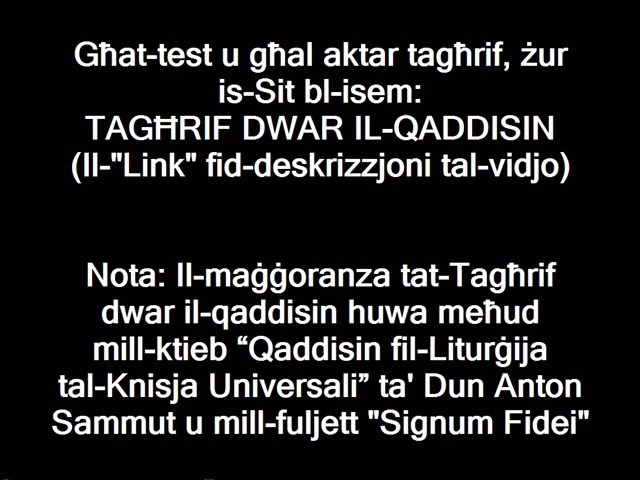 Għat-test u għal aktar tagħrif, żur
is-Sit bl-isem:
TAGĦRIF DWAR IL-QADDISIN
(Il-"Link" fid-deskrizzjoni tal-vidjo)
Nota: Il-maġġoranza tat-Tagħrif
dwar il-qaddisin huwa meħud
mill-ktieb “Qaddisin fil-Liturġija
tal-Knisja Universali” ta' Dun Anton
Sammut u mill-fuljett "Signum Fidei"